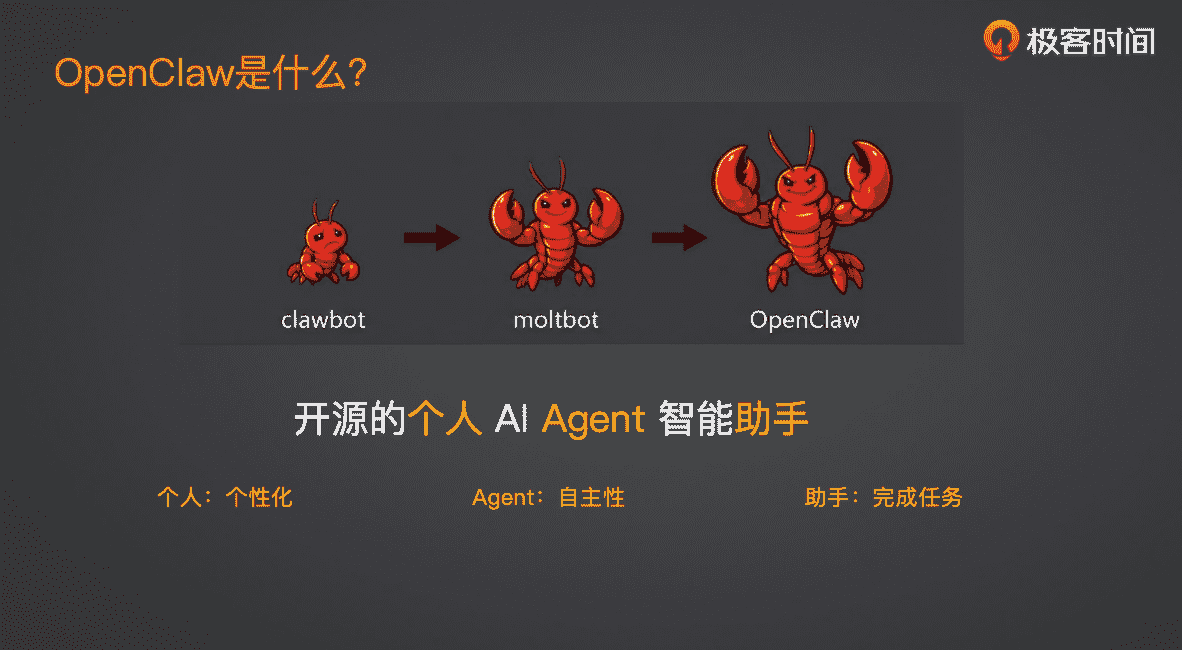 极客时间
OpenClaw是什么?
clawbot
moltbot
OpenClaw
开源的个人 AI Agent 智能助手
个人：个性化
Agent：自主性
助手：完成任务